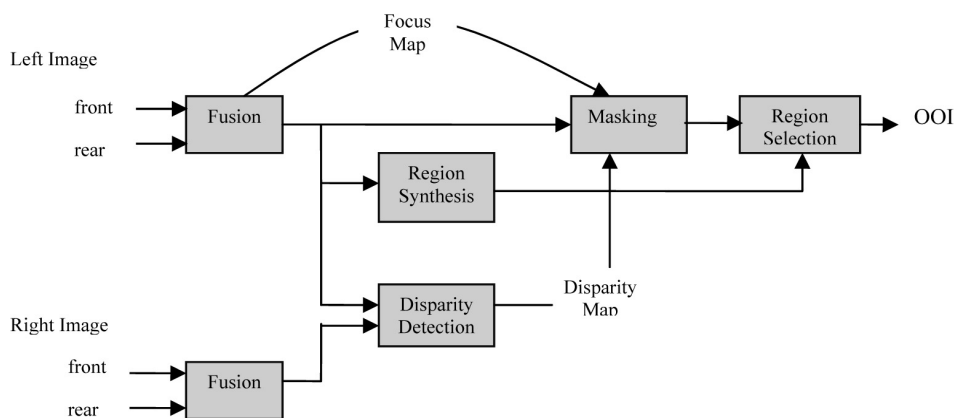 Focus
Map
Left Image
front
rear
Fusion
Masking
Region
Selection
OOI
Region
Synthesis
Disparity
Detection
Disparity
Map
Right Image
front
rear
Fusion